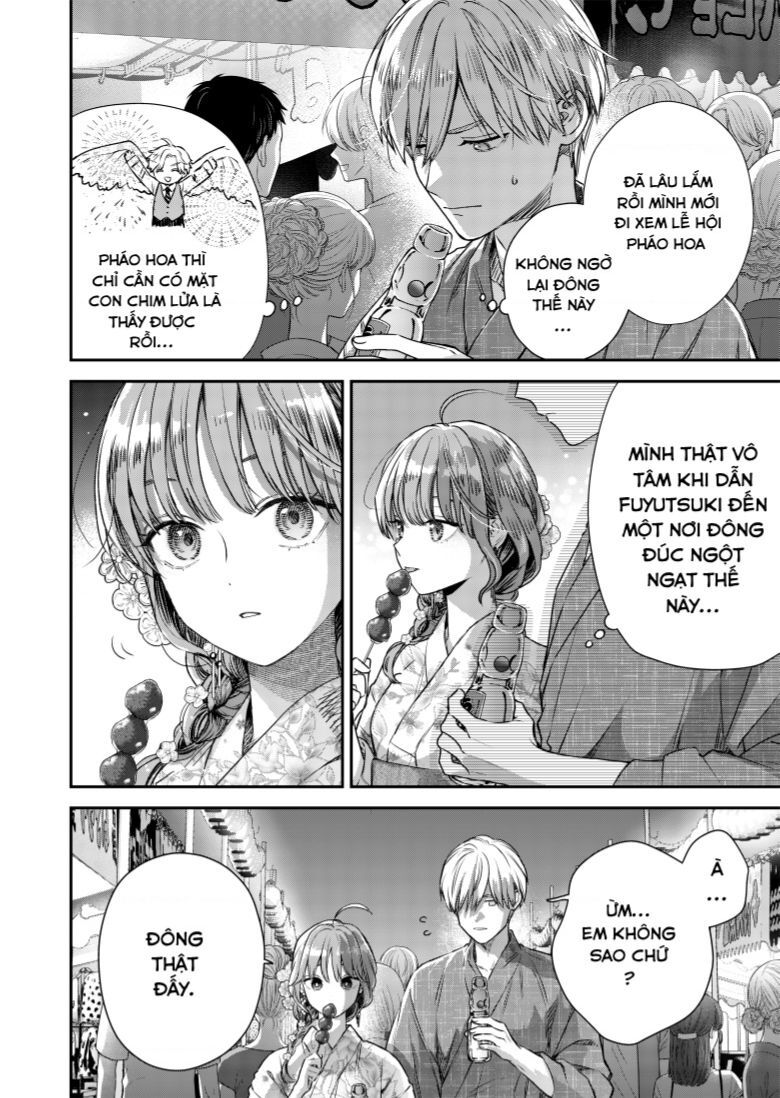 ĐÃ LÂU LẮM
RỒI MÌNH MỚI
ĐI XEM LỄ HỘI
PHÁO HOA
KHÔNG NGỜ
LẠI ĐÔNG
THẾ NÀY
...
PHÁO HOA THÌ
CHỈ CẦN CÓ MẶT
CON CHIM LỬA LÀ
THẤY ĐƯỢC
RỒI...
MÌNH THẬT VÔ
TÂM KHI DẪN
FUYUTSUKI ĐẾN
MỘT NƠI ĐÔNG
ĐÚC NGỘT
NGẠT THẾ
NÀY...
À
...
ỪM...
EM KHÔNG
SAO CHỨ
?
ĐÔNG
THẬT
ĐẤY.